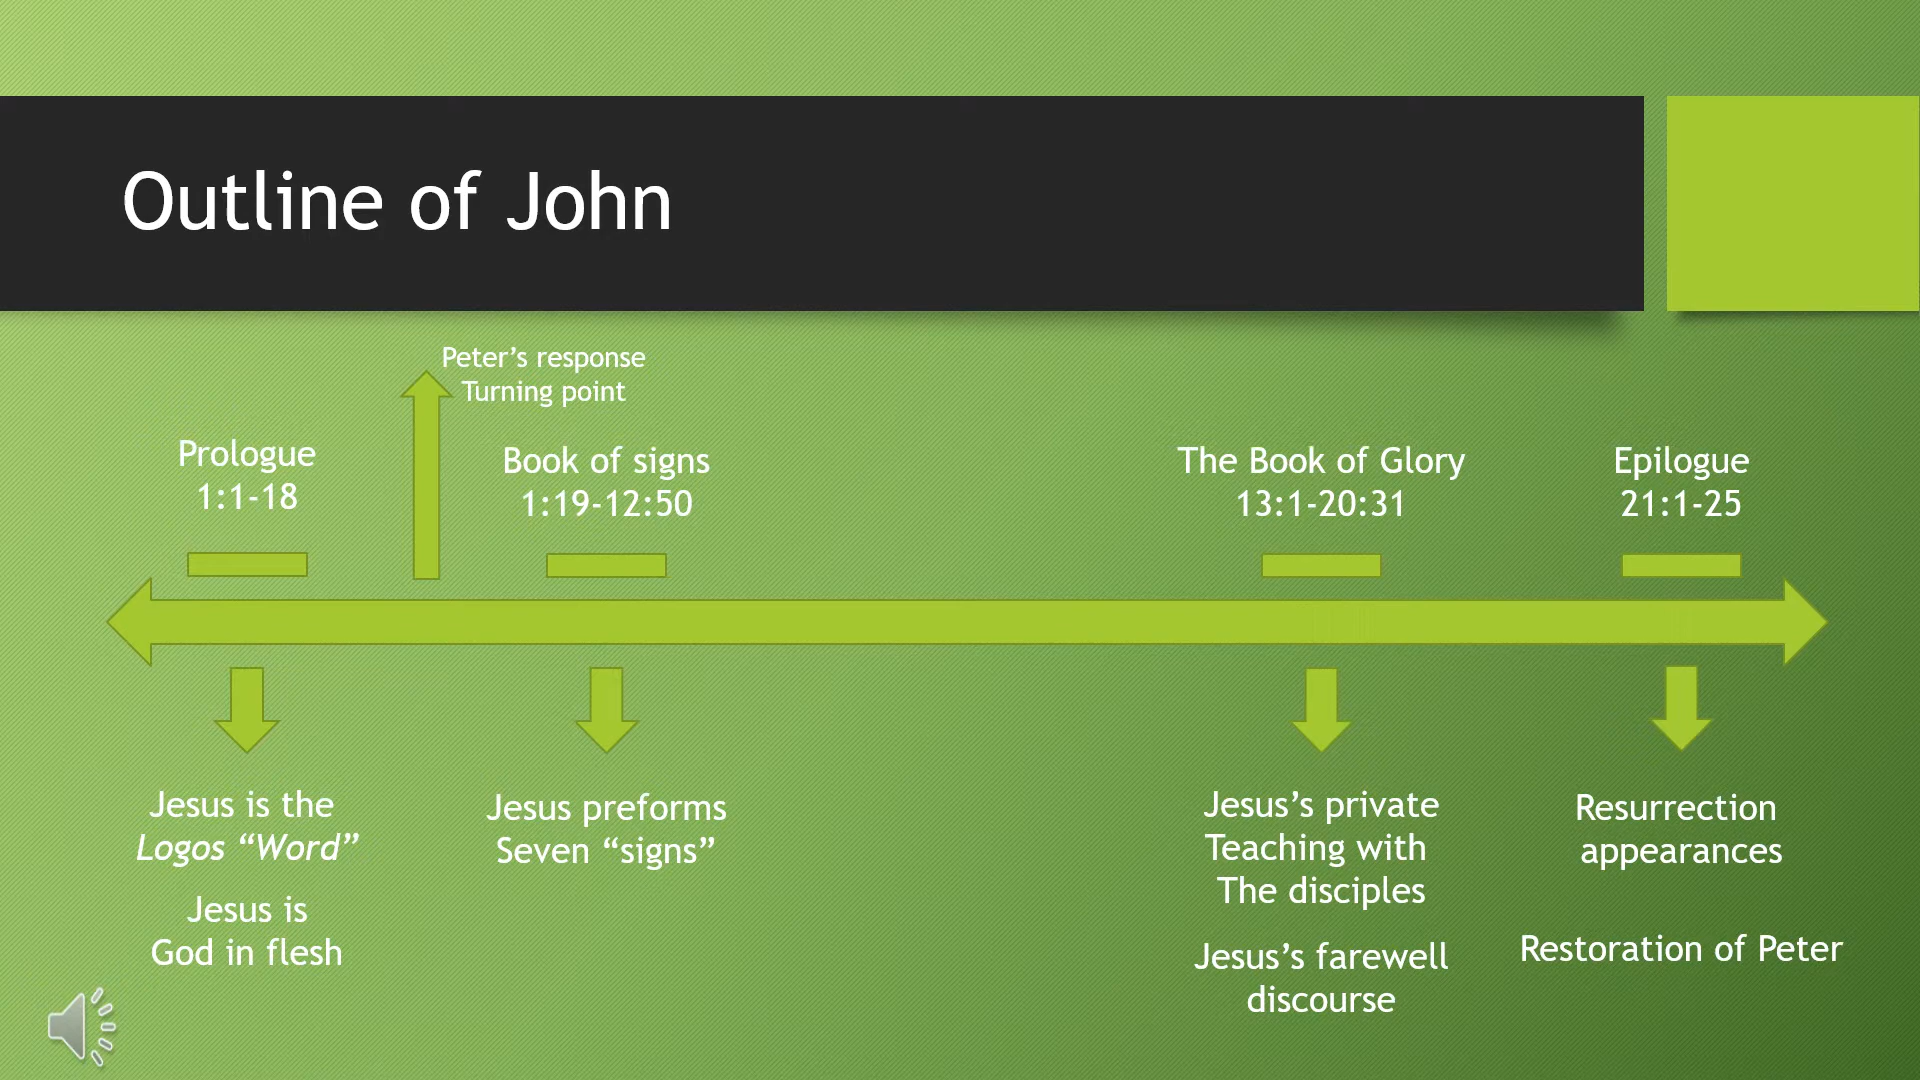 Outline of John
Peter’s response
Turning point
Prologue
1:1-18
Book of signs
1:19-12:50
The Book of Glory
13:1-20:31
Epilogue
21:1-25
Jesus is the
Logos “Word”
Jesus is
God in flesh
Jesus preforms
Seven “signs”
Jesus’s private
Teaching with
The disciples
Jesus’s farewell
discourse
Resurrection
appearances
Restoration of Peter